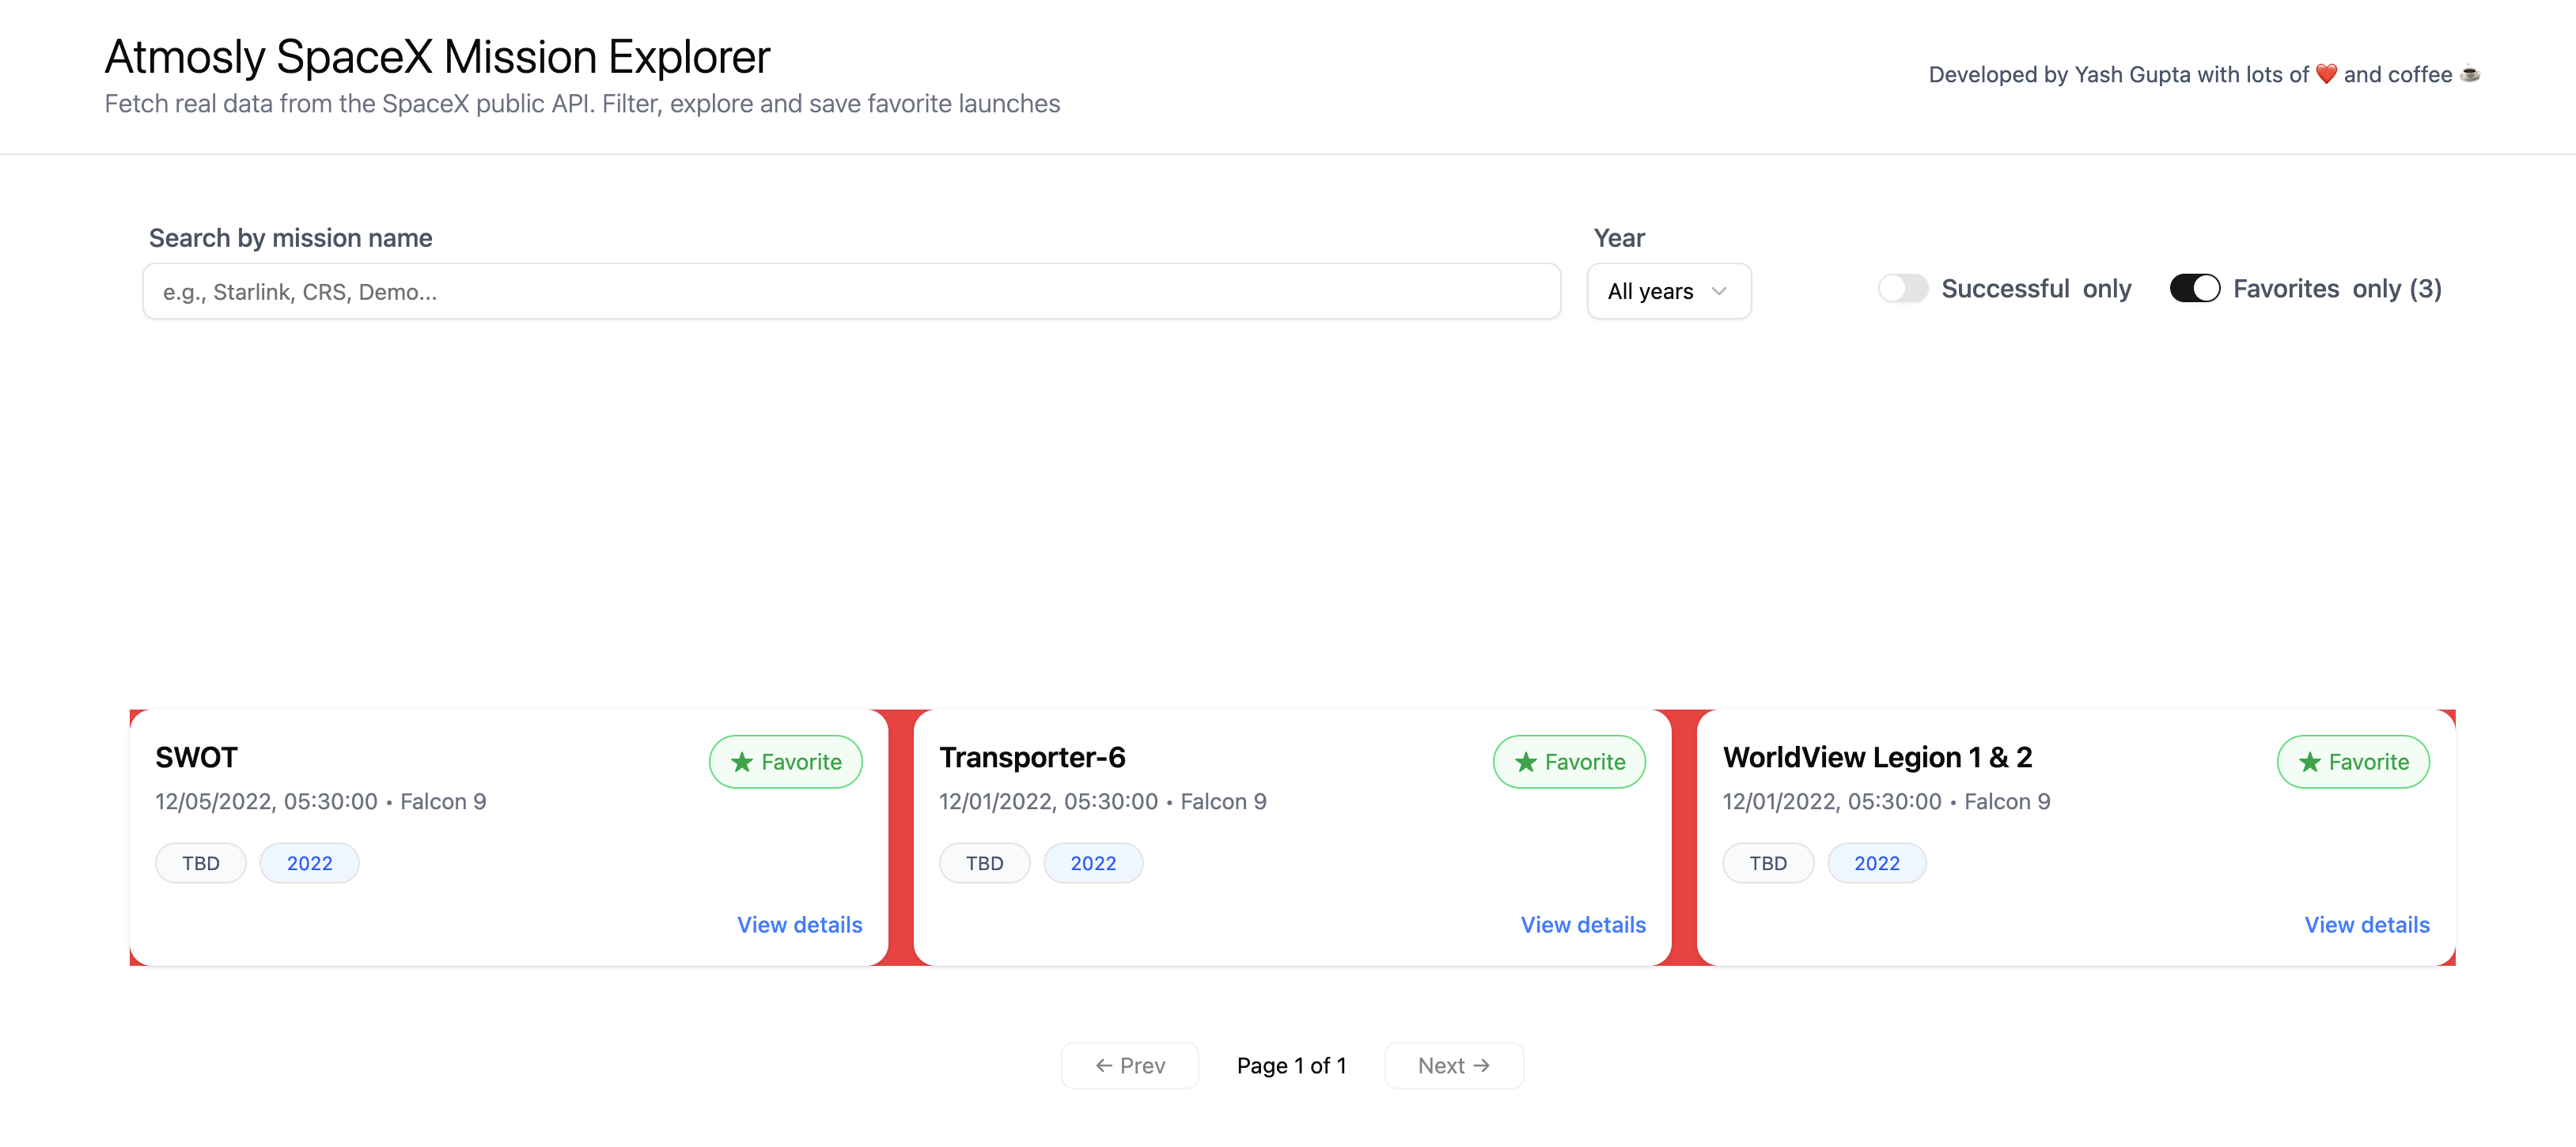 Atmosly SpaceX Mission Explorer
Fetch real data from the SpaceX public API. Filter, explore and save favorite launches
Developed by Yash Gupta with lots of ❤️ and coffee ☕
Search by mission name
e.g., Starlink, CRS, Demo...
Year
All years
Successful only
Favorites only (3)
SWOT
★ Favorite
12/05/2022, 05:30:00 • Falcon 9
TBD 2022
View details
Transporter-6
★ Favorite
12/01/2022, 05:30:00 • Falcon 9
TBD 2022
View details
WorldView Legion 1 & 2
★ Favorite
12/01/2022, 05:30:00 • Falcon 9
TBD 2022
View details
← Prev Page 1 of 1 Next →